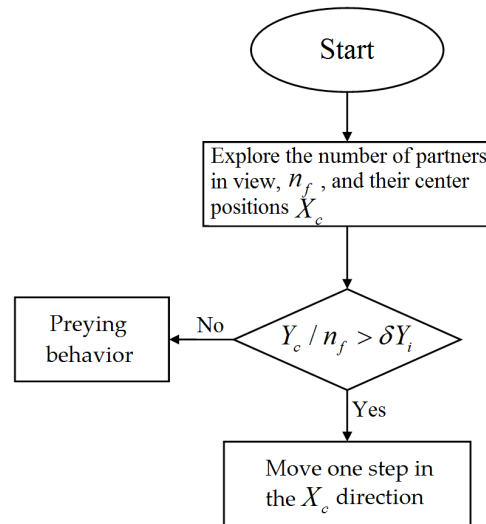 Start
Explore the number of partners
in view, n_f , and their center
positions X_c
Y_c / n_f > δY_i
No
Preying
behavior
Yes
Move one step in
the X_c direction